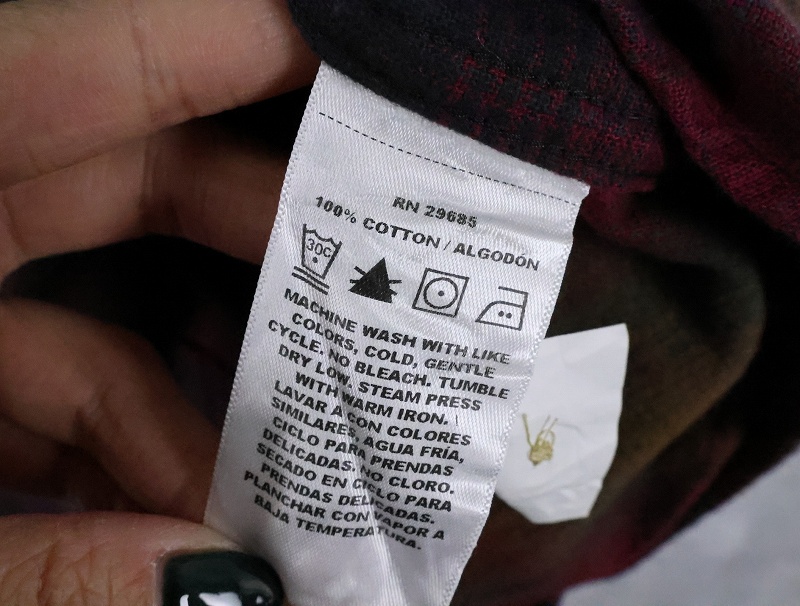 RN 29685
100% COTTON / ALGODÓN
30C
MACHINE WASH WITH LIKE
COLORS, COLD, GENTLE
CYCLE. NO BLEACH. TUMBLE
DRY LOW. STEAM PRESS
WITH WARM IRON.
LAVAR A CON COLORES
SIMILARES AGUA FRÍA,
CICLO PARA PRENDAS
DELICADAS. NO CLORO.
SECADO EN CICLO PARA
PRENDAS DELICADAS.
PLANCHAR CON VAPOR A
BAJA TEMPERATURA.